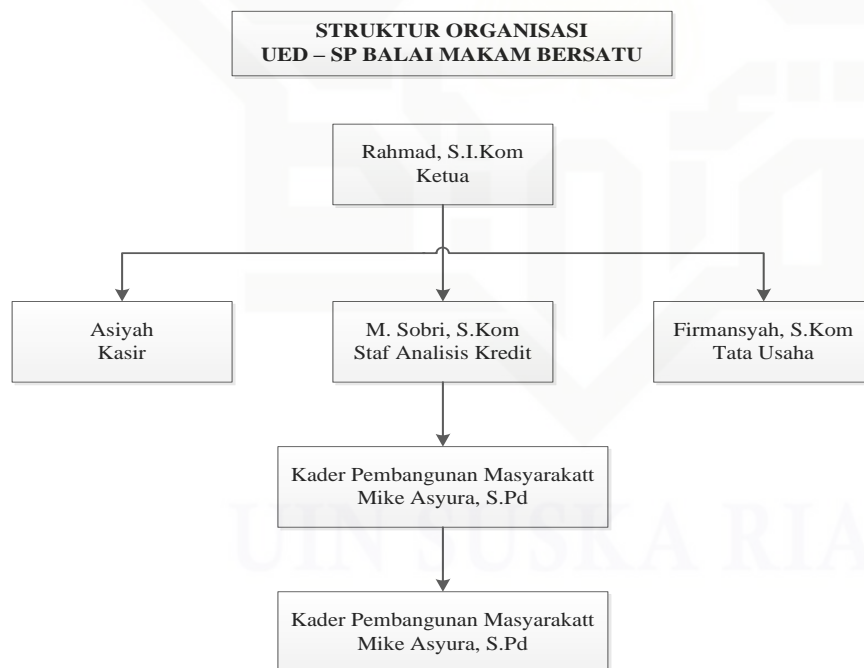 STRUKTUR ORGANISASI
UED – SP BALAI MAKAM BERSATU
Rahmad, S.I.Kom
Ketua
Asiyah
Kasir
M. Sobri, S.Kom
Staf Analisis Kredit
Firmansyah, S.Kom
Tata Usaha
Kader Pembangunan Masyarakatt
Mike Asyura, S.Pd
UIN SUSKA RIA
Kader Pembangunan Masyarakatt
Mike Asyura, S.Pd